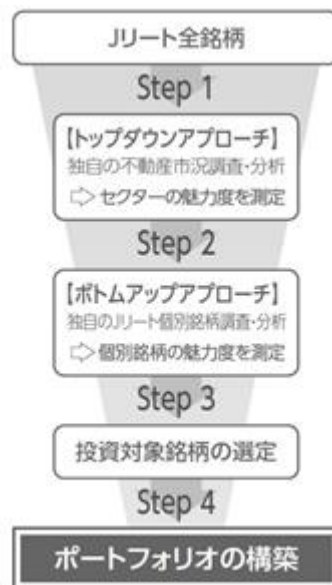 Jリート全銘柄
Step 1
【トップダウンアプローチ】
独自の不動産市況調査・分析
⇨ セクターの魅力度を測定
Step 2
【ボトムアップアプローチ】
独自のJリート個別銘柄調査・分析
⇨ 個別銘柄の魅力度を測定
Step 3
投資対象銘柄の選定
Step 4
ポートフォリオの構築